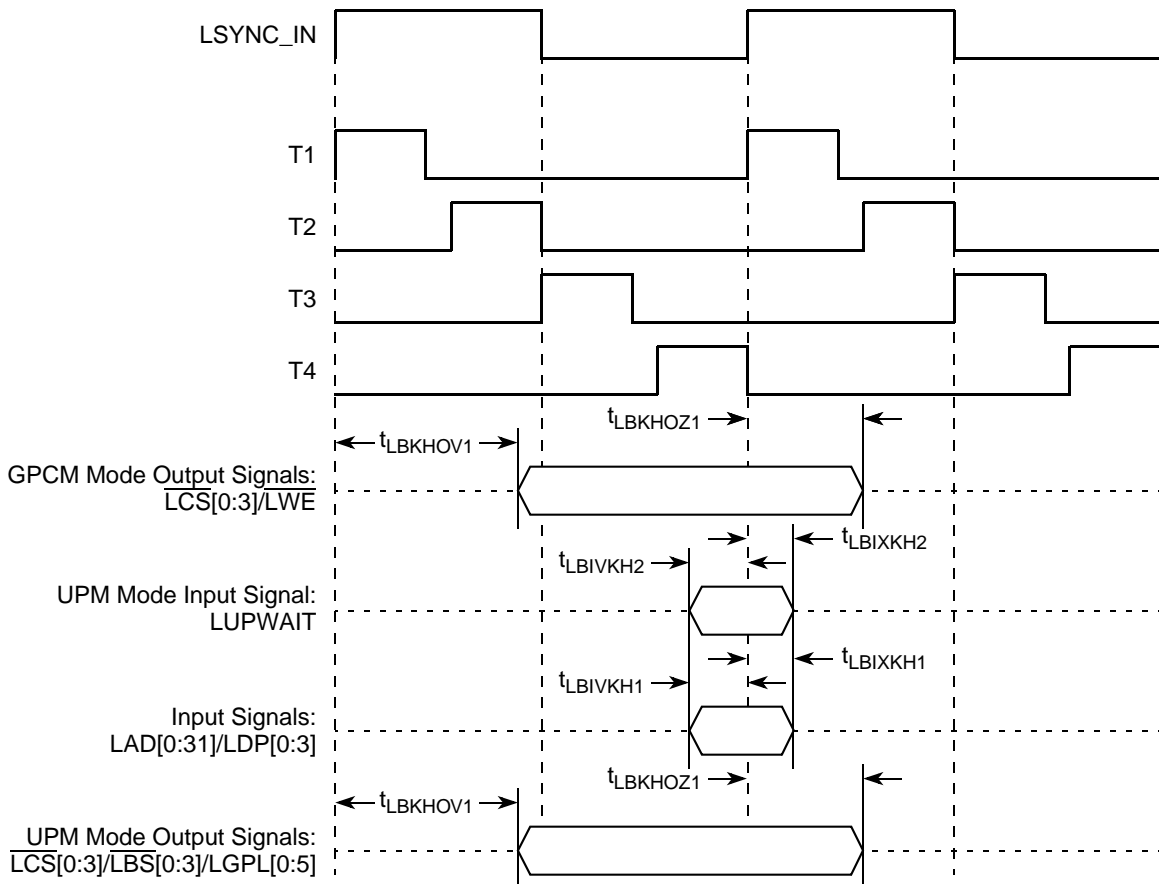 LSYNC_IN
T1
T2
T3
T4
tLBKHOZ1
tLBKHOV1
GPCM Mode Output Signals:
LCS[0:3]/LWE
tLBIXKH2
tLBIVKH2
UPM Mode Input Signal:
LUPWAIT
tLBIXKH1
tLBIVKH1
Input Signals:
LAD[0:31]/LDP[0:3]
tLBKHOZ1
tLBKHOV1
UPM Mode Output Signals:
LCS[0:3]/LBS[0:3]/LGPL[0:5]